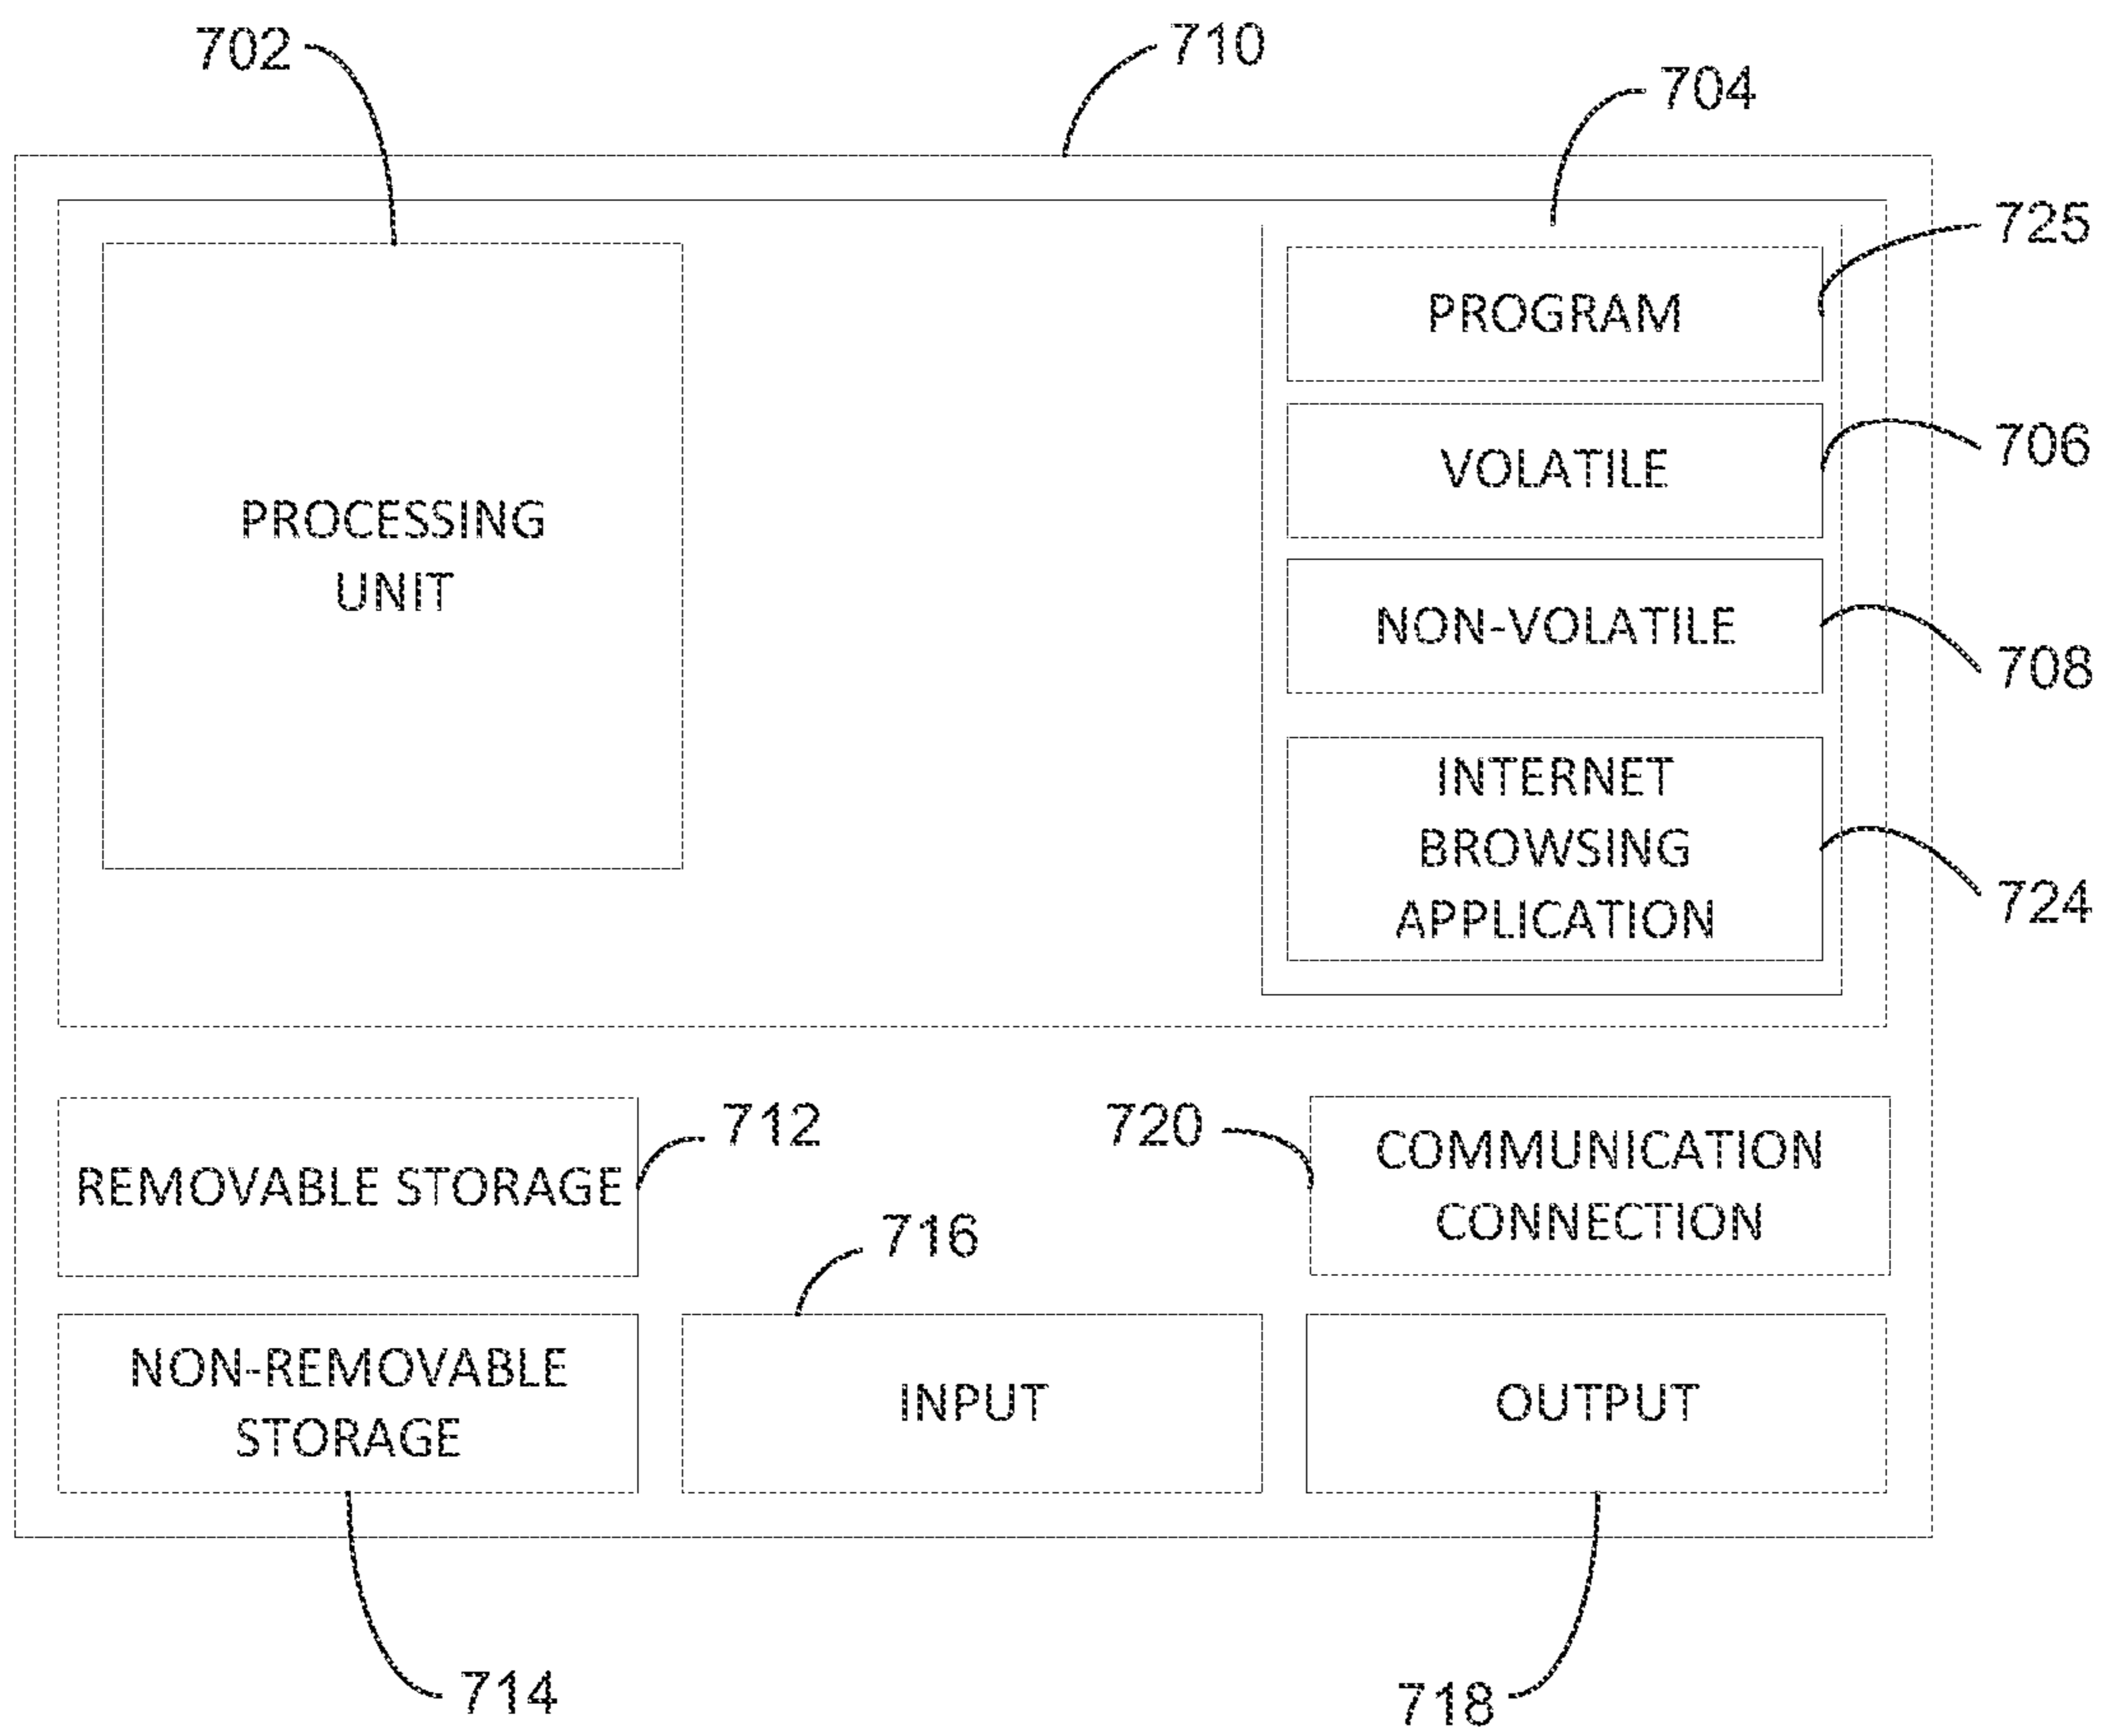 702
710
704
725
PROGRAM
706
VOLATILE
PROCESSING
UNIT
NON-VOLATILE
708
INTERNET
BROWSING
APPLICATION
724
712
720
COMMUNICATION
CONNECTION
REMOVABLE STORAGE
716
NON-REMOVABLE
STORAGE
INPUT
OUTPUT
714
718